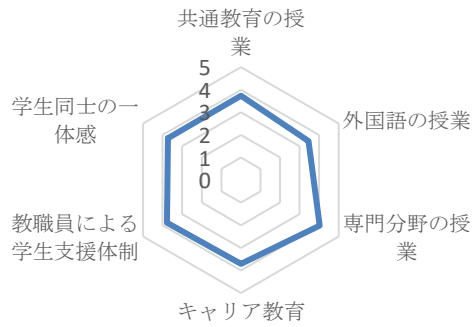 共通教育の授
業
5
4
3
2
1
0
外国語の授業
専門分野の授
業
キャリア教育
教職員による
学生支援体制
学生同士の一
体感